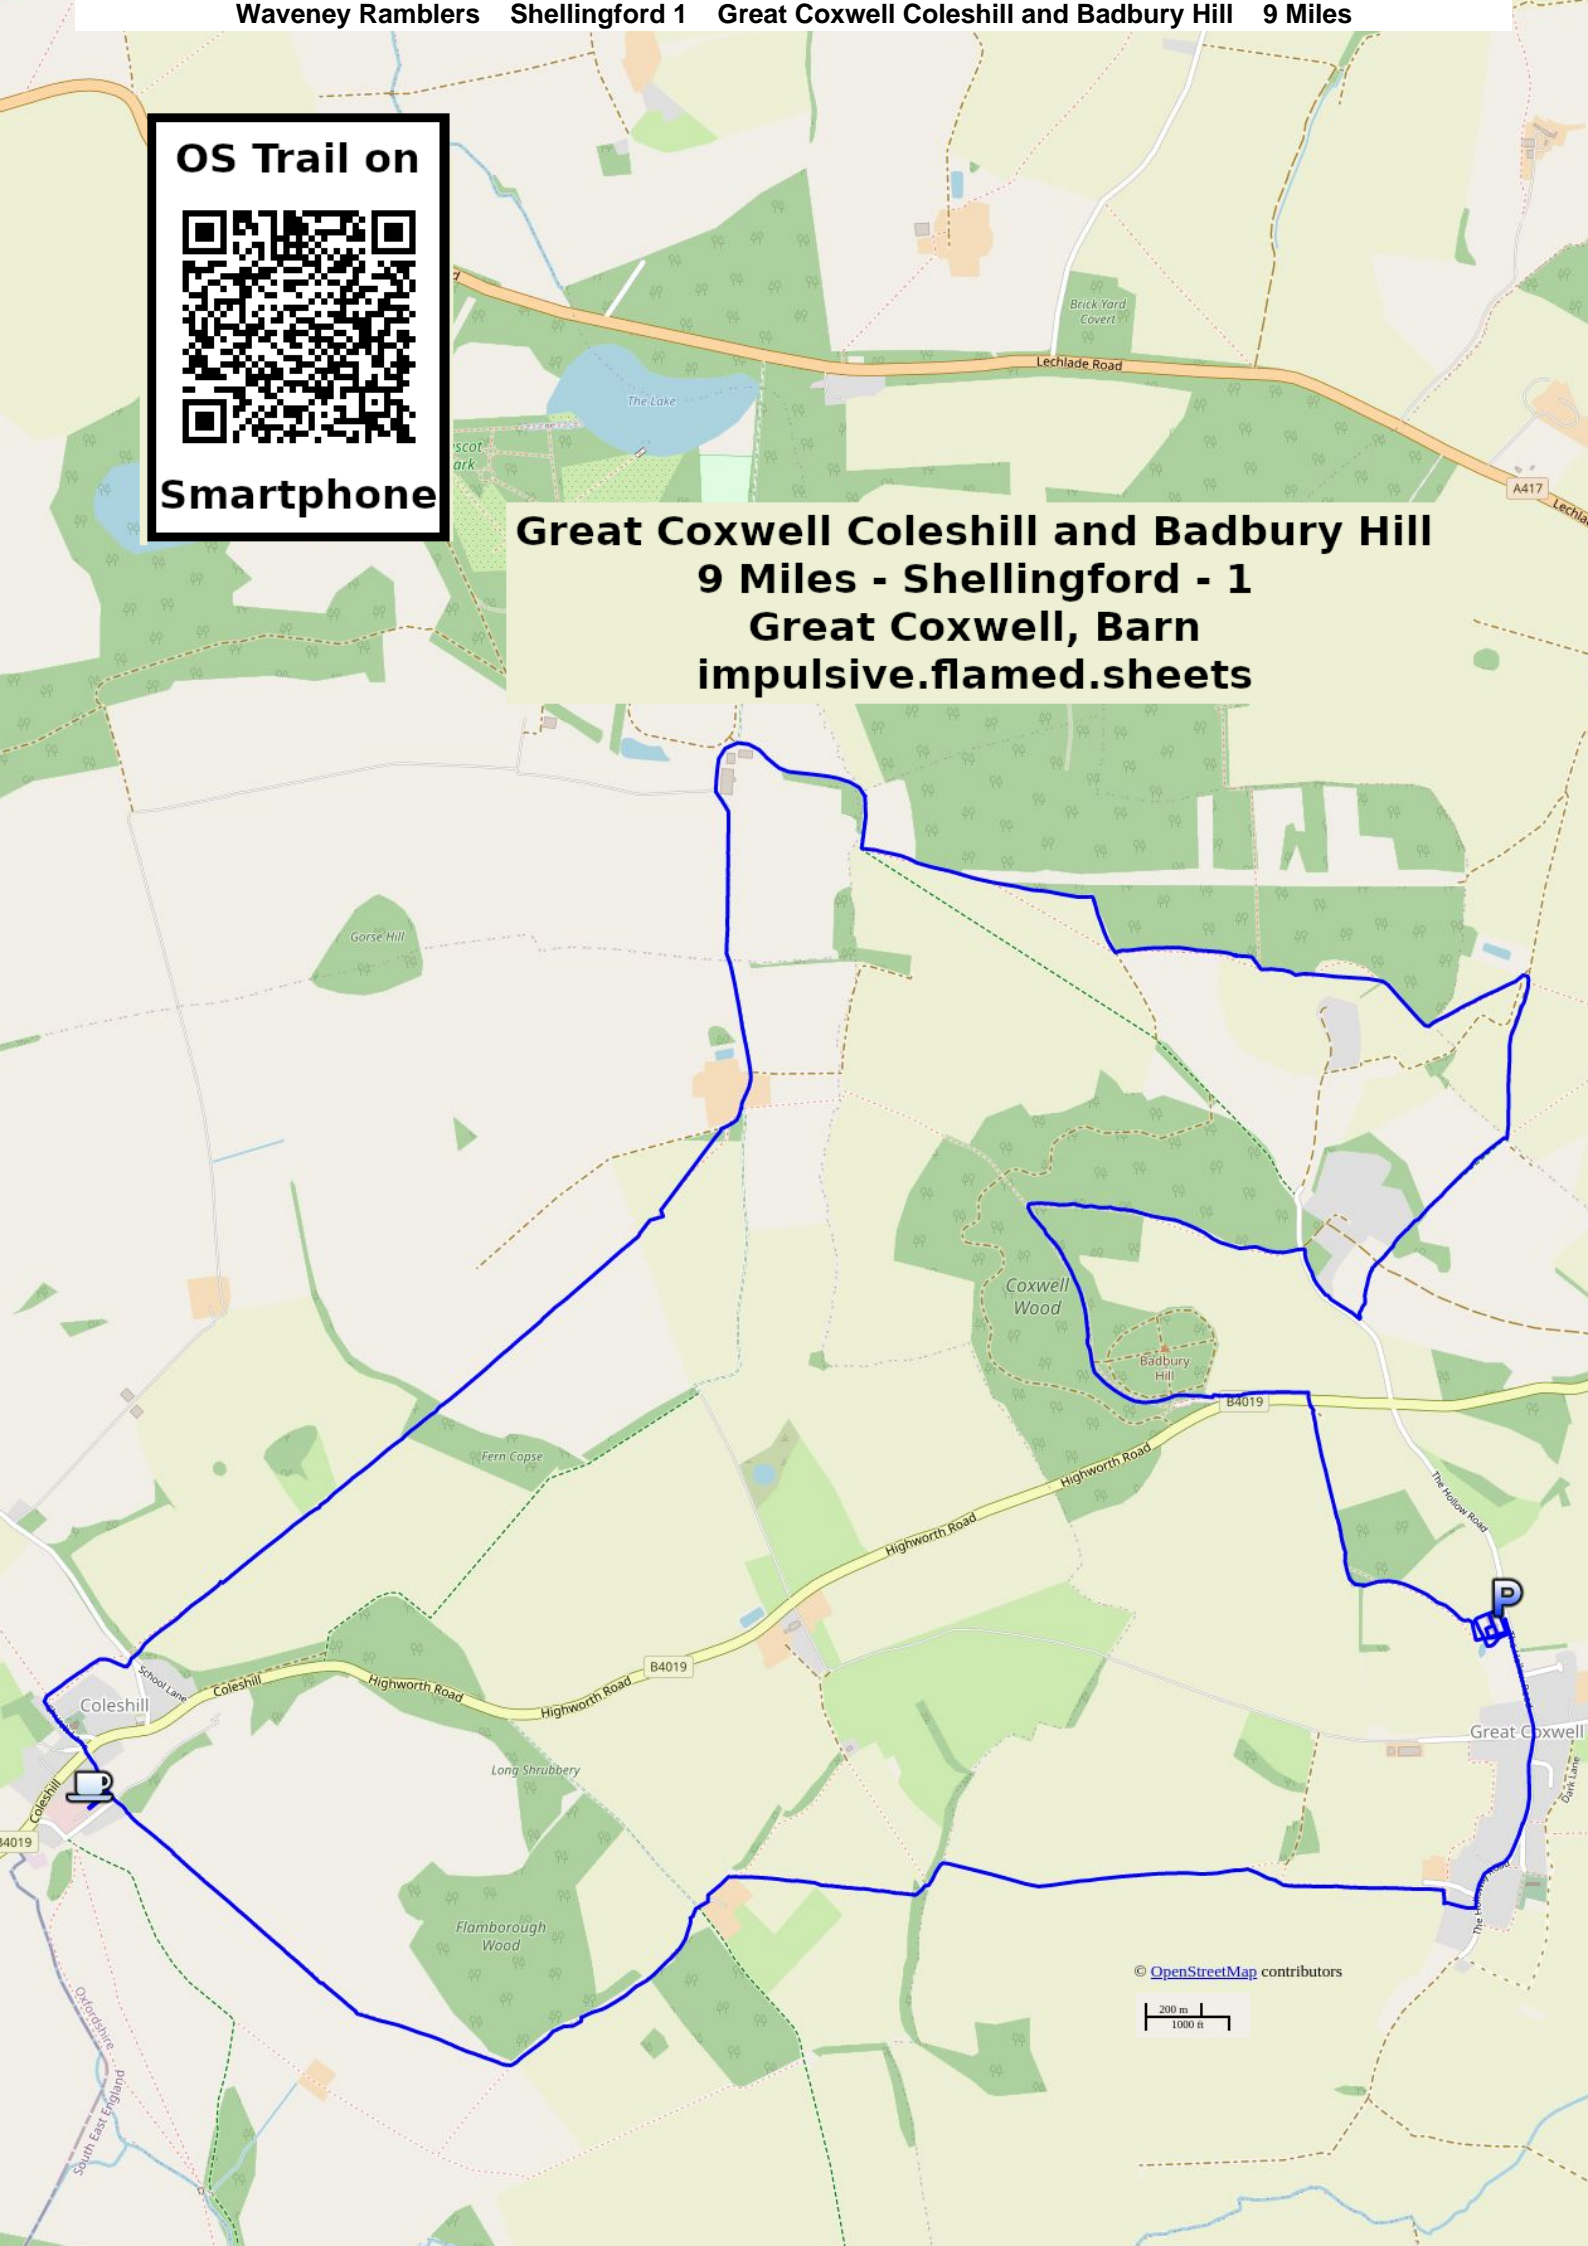 Waveney Ramblers Shellingford 1 Great Coxwell Coleshill and Badbury Hill 9 Miles
OS Trail on
Smartphone
Brick Yard
Covert
Lechlade Road
The Lake
A417
Great Coxwell Coleshill and Badbury Hill
9 Miles - Shellingford - 1
Great Coxwell, Barn
impulsive.flamed.sheets
Gorse Hill
Coxwell
Wood
Badbury
Hill
B4019
Highworth Road
Fern Copse
Highworth Road
The Hollow Road
P
B4019
School Lane
Coleshill
Highworth Road
Highworth Road
Coleshill
Great Coxwell
Long Shrubbery
Dark Lane
Coleshill
B4019
Flamborough
Wood
© OpenStreetMap contributors
200 m
1000 ft
Oxfordshire
South East England